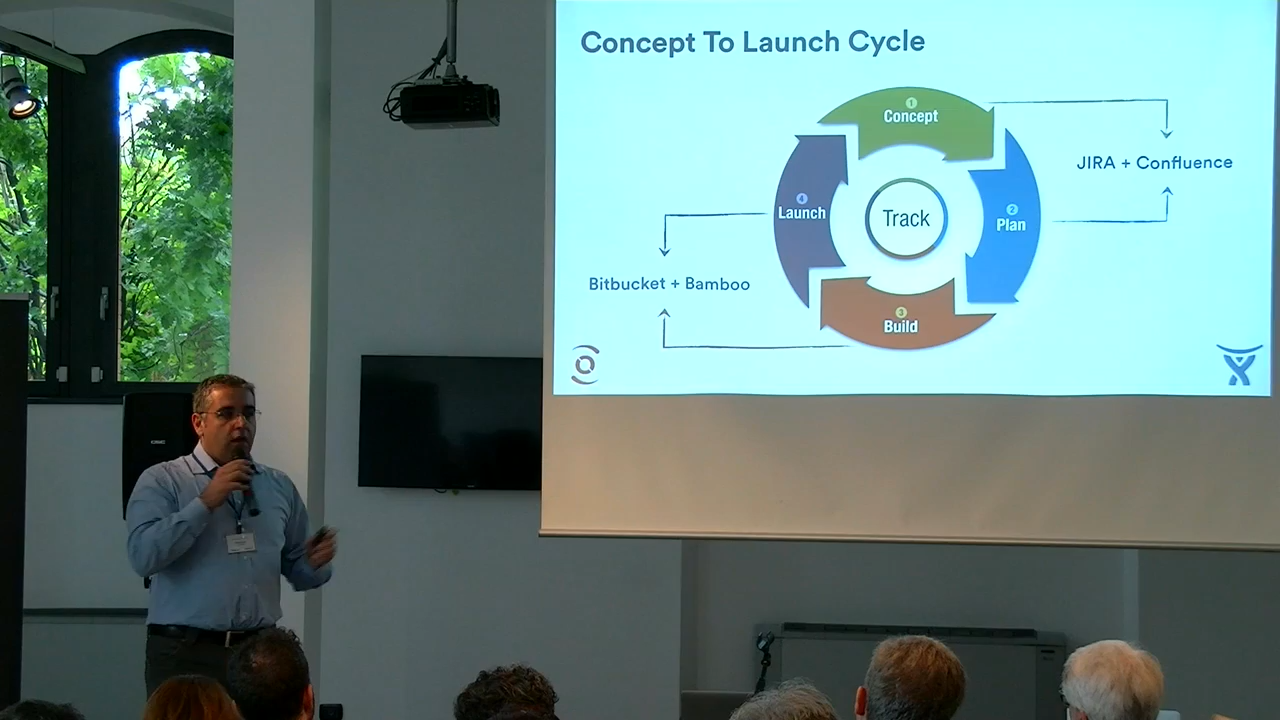 Concept To Launch Cycle
1
Concept
JIRA + Confluence
4
Launch
Track
2
Plan
Bitbucket + Bamboo
3
Build